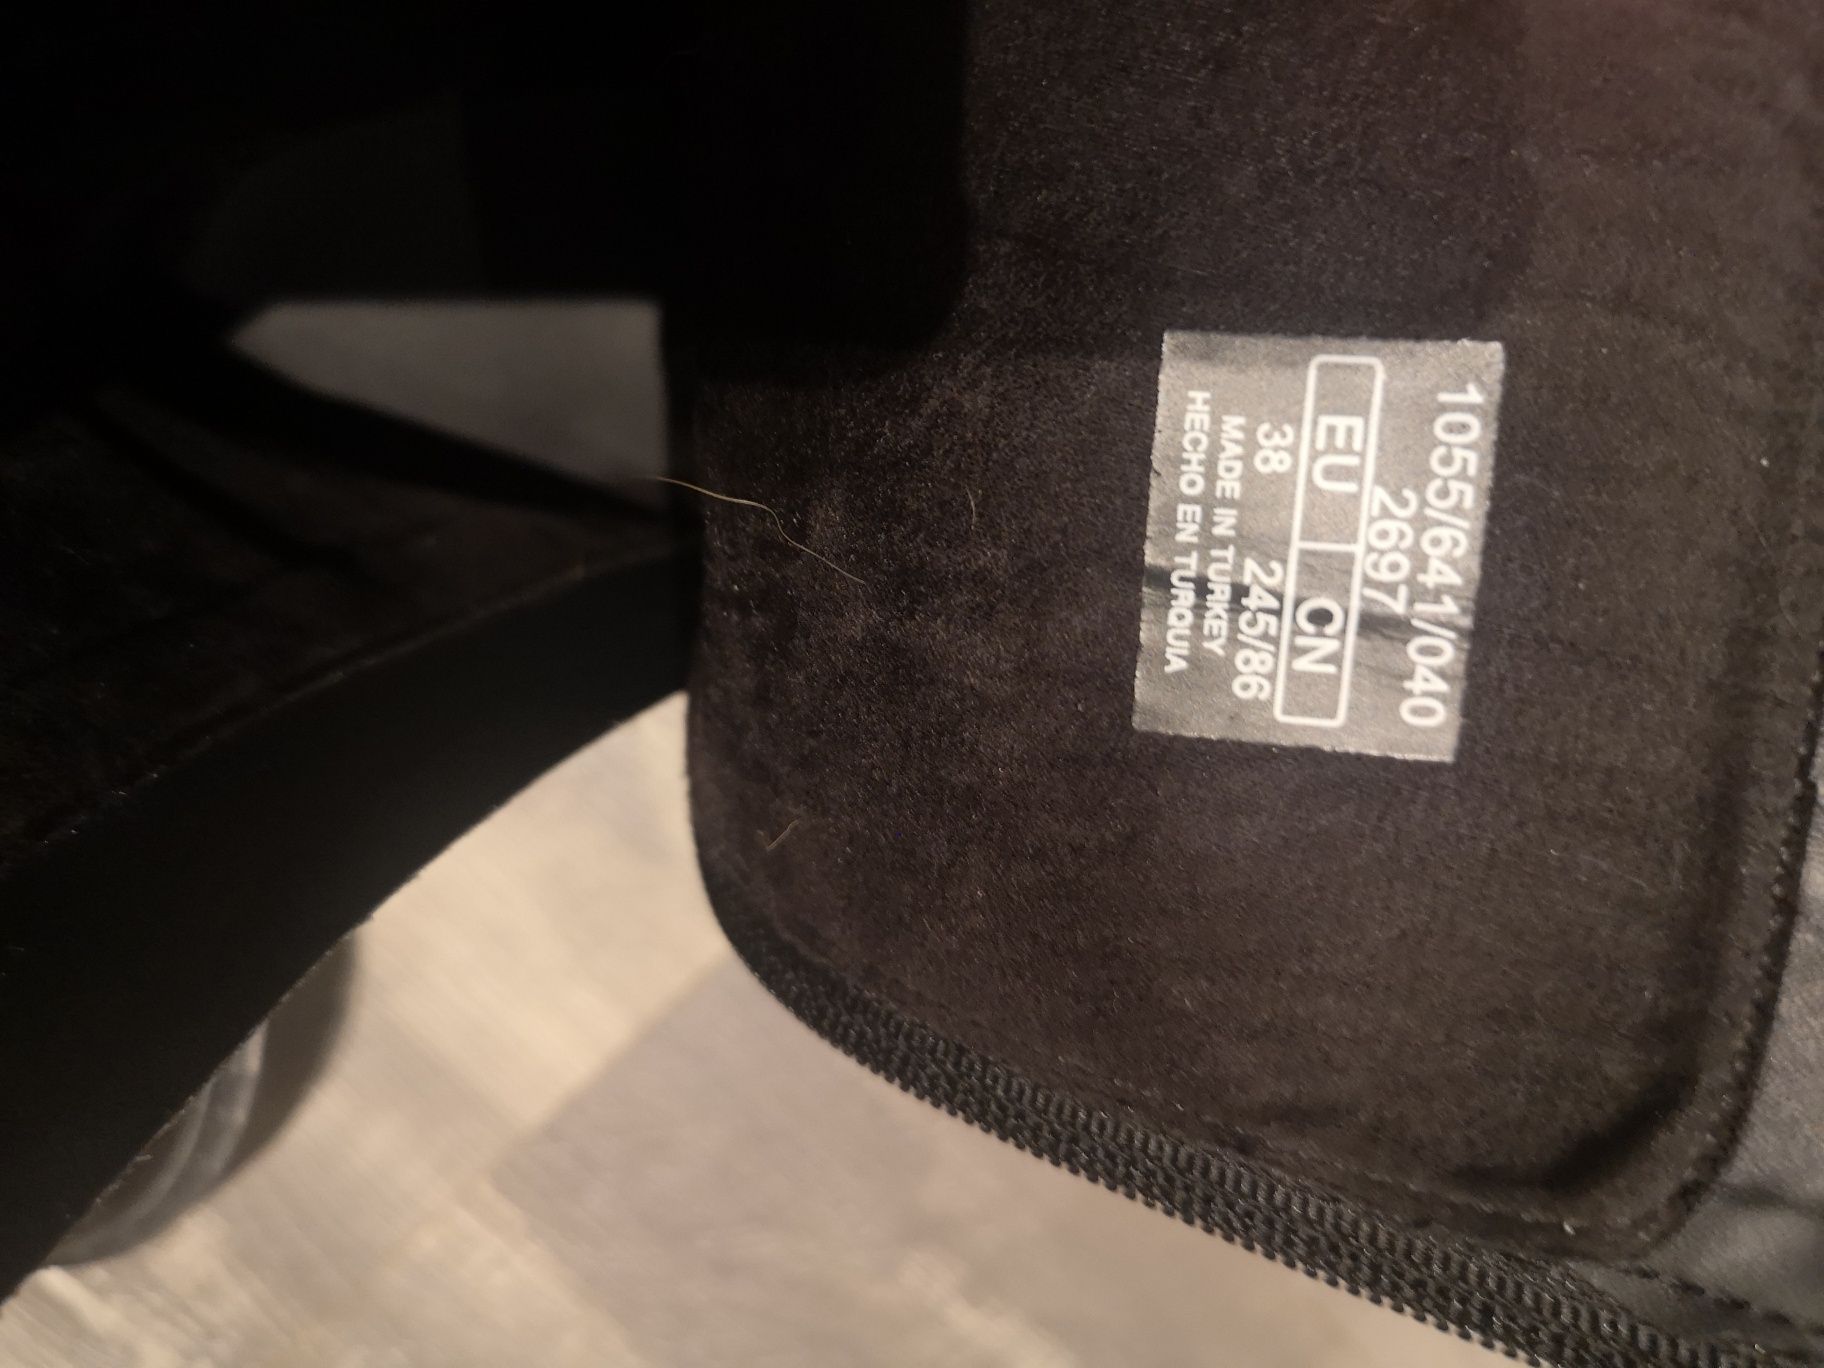 1055/641/040
2697
EU CN
38 245/86
MADE IN TURKEY
HECHO EN TURQUIA